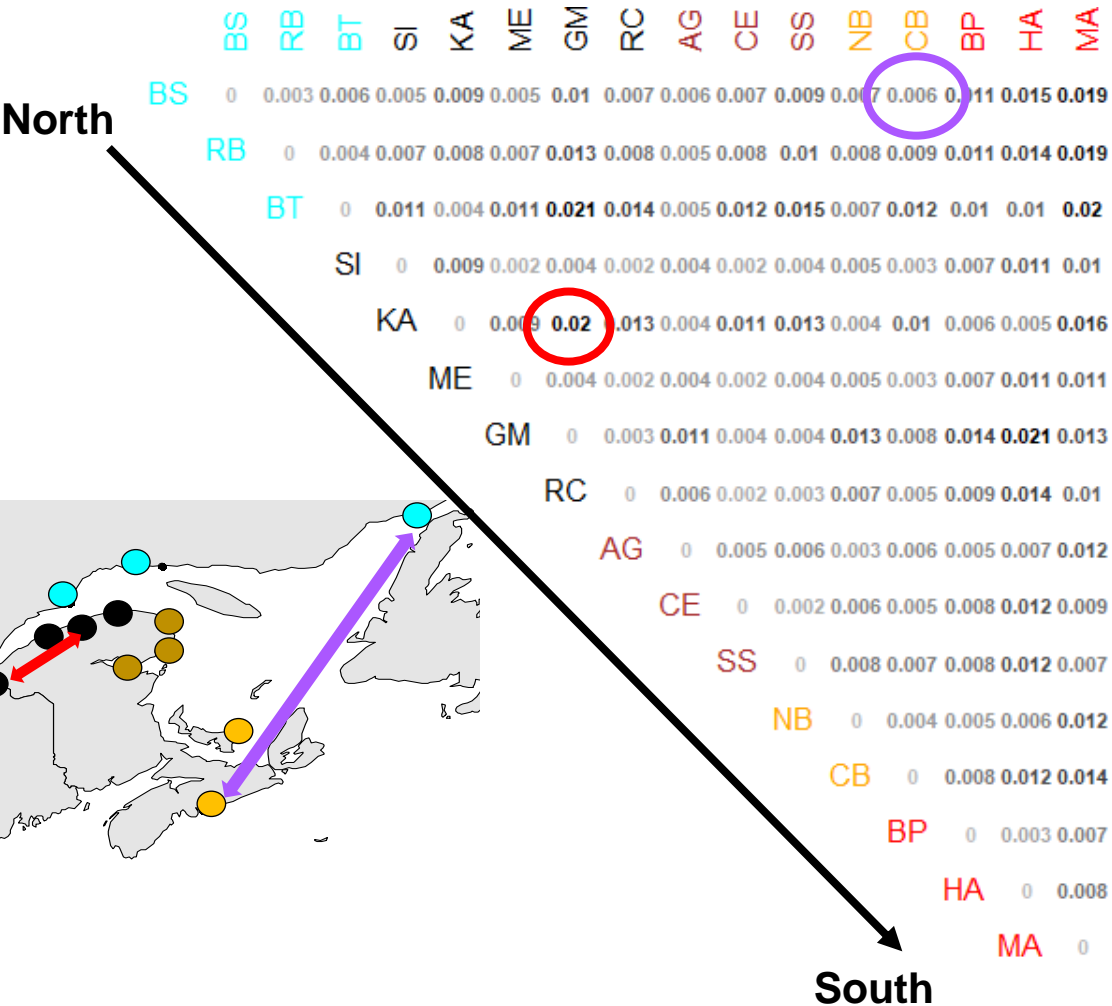 BS RB BT SI KA ME GM RC AG CE SS NB CB BP HA MA
BS 0 0.003 0.006 0.005 0.009 0.005 0.01 0.007 0.006 0.007 0.009 0.007 0.006 0.011 0.015 0.019
North
RB 0 0.004 0.007 0.008 0.007 0.013 0.008 0.005 0.008 0.01 0.008 0.009 0.011 0.014 0.019
BT 0 0.011 0.004 0.011 0.021 0.014 0.005 0.012 0.015 0.007 0.012 0.01 0.01 0.02
SI 0 0.009 0.002 0.004 0.002 0.004 0.002 0.004 0.005 0.003 0.007 0.011 0.01
KA 0 0.009 0.02 0.013 0.004 0.011 0.013 0.004 0.01 0.006 0.005 0.016
ME 0 0.004 0.002 0.004 0.002 0.004 0.005 0.003 0.007 0.011 0.011
GM 0 0.003 0.011 0.004 0.004 0.013 0.008 0.014 0.021 0.013
RC 0 0.006 0.002 0.003 0.007 0.005 0.009 0.014 0.01
AG 0 0.005 0.006 0.003 0.006 0.005 0.007 0.012
CE 0 0.002 0.006 0.005 0.008 0.012 0.009
SS 0 0.008 0.007 0.008 0.012 0.007
NB 0 0.004 0.005 0.006 0.012
CB 0 0.008 0.012 0.014
BP 0 0.003 0.007
HA 0 0.008
MA 0
South